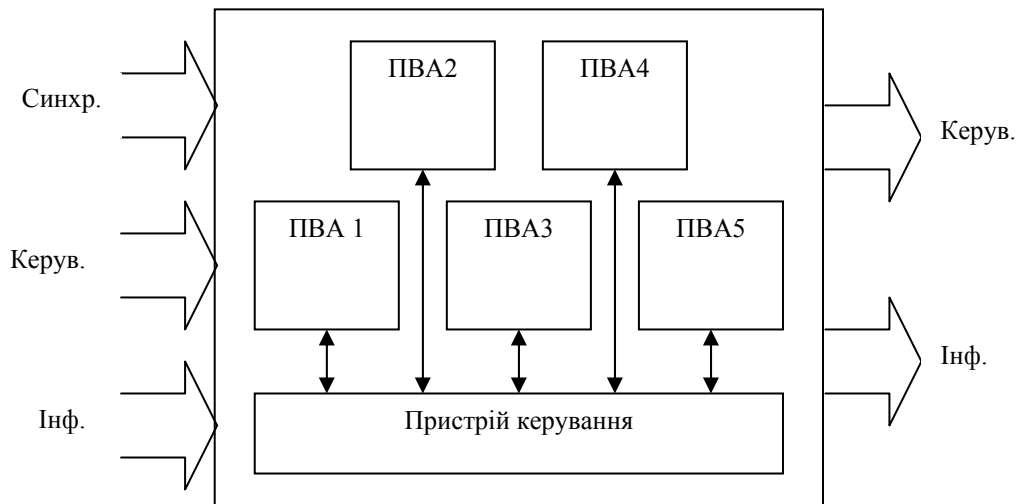 ПВА2
ПВА4
Синхр.
Керув.
ПВА 1
ПВА3
ПВА5
Керув.
Інф.
Інф.
Пристрій керування